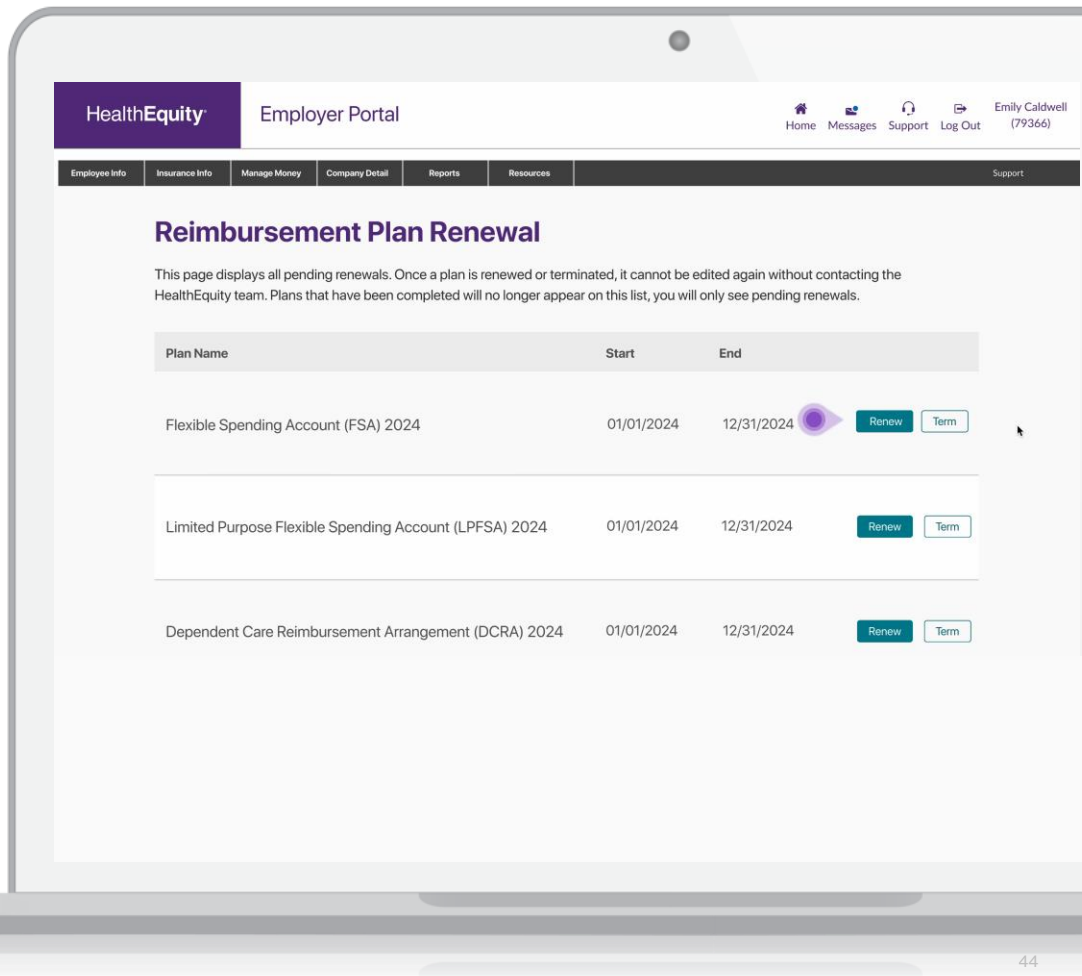 HealthEquity Employer Portal Home Messages Support Log Out Emily Caldwell
(79366)
Employee Info Insurance Info Manage Money Company Detail Reports Resources Support
Reimbursement Plan Renewal
This page displays all pending renewals. Once a plan is renewed or terminated, it cannot be edited again without contacting the
HealthEquity team. Plans that have been completed will no longer appear on this list, you will only see pending renewals.
Plan Name Start End
Flexible Spending Account (FSA) 2024 01/01/2024 12/31/2024 Renew Term
Limited Purpose Flexible Spending Account (LPFSA) 2024 01/01/2024 12/31/2024 Renew Term
Dependent Care Reimbursement Arrangement (DCRA) 2024 01/01/2024 12/31/2024 Renew Term
44